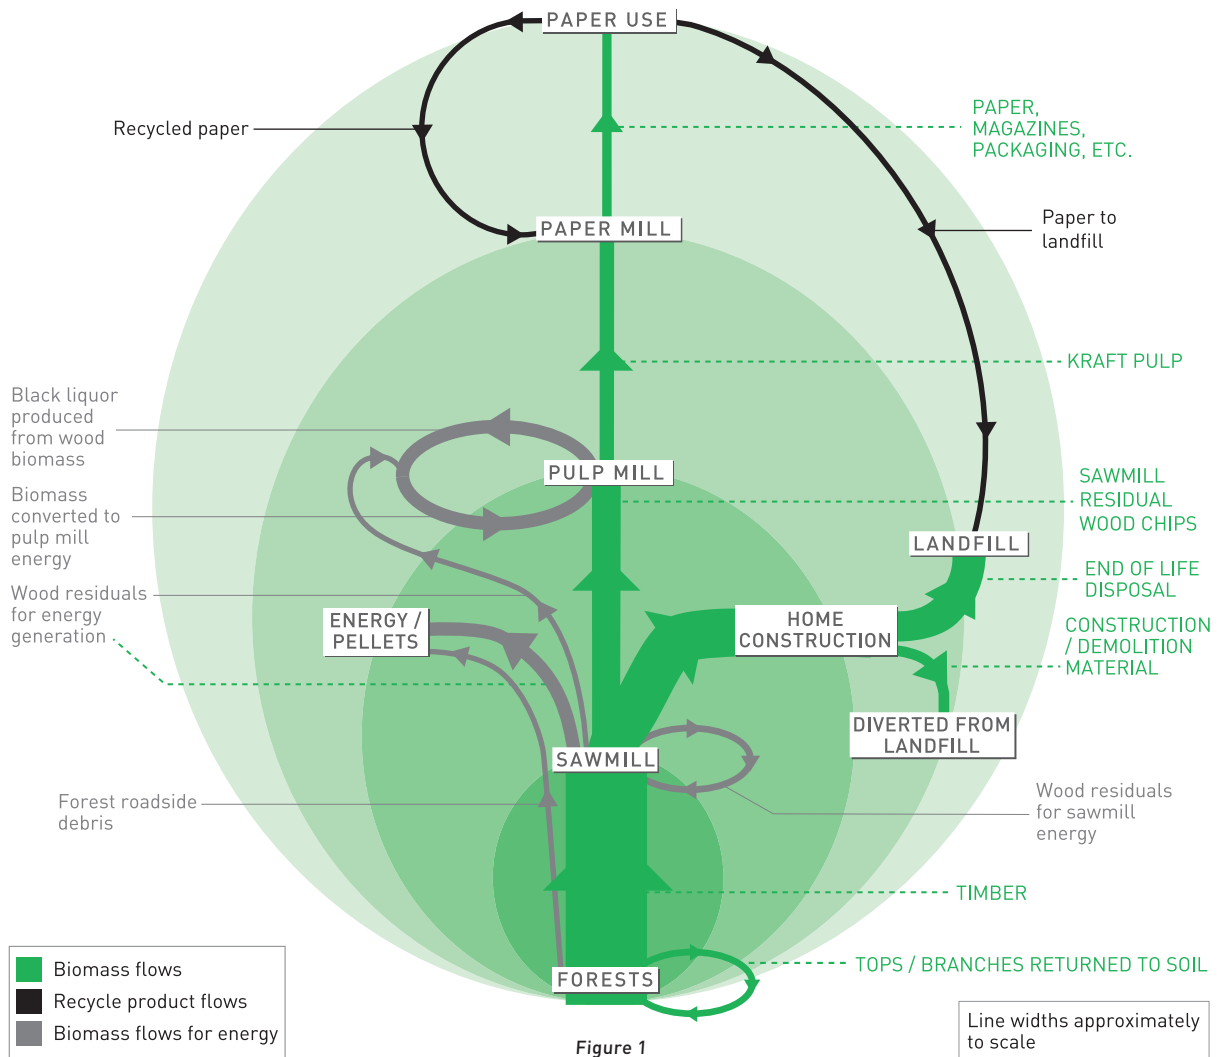 PAPER USE
Recycled paper
PAPER,
MAGAZINES,
PACKAGING, ETC.
PAPER MILL
Paper to
landfill
KRAFT PULP
Black liquor
produced
from wood
biomass
PULP MILL
SAWMILL
RESIDUAL
WOOD CHIPS
Biomass
converted to
pulp mill
energy
LANDFILL
END OF LIFE
DISPOSAL
Wood residuals
for energy
generation
ENERGY /
PELLETS
HOME
CONSTRUCTION
CONSTRUCTION
/ DEMOLITION
MATERIAL
DIVERTED FROM
LANDFILL
SAWMILL
Forest roadside
debris
Wood residuals
for sawmill
energy
TIMBER
FORESTS
TOPS / BRANCHES RETURNED TO SOIL
Biomass flows
Recycle product flows
Biomass flows for energy
Line widths approximately
to scale
Figure 1